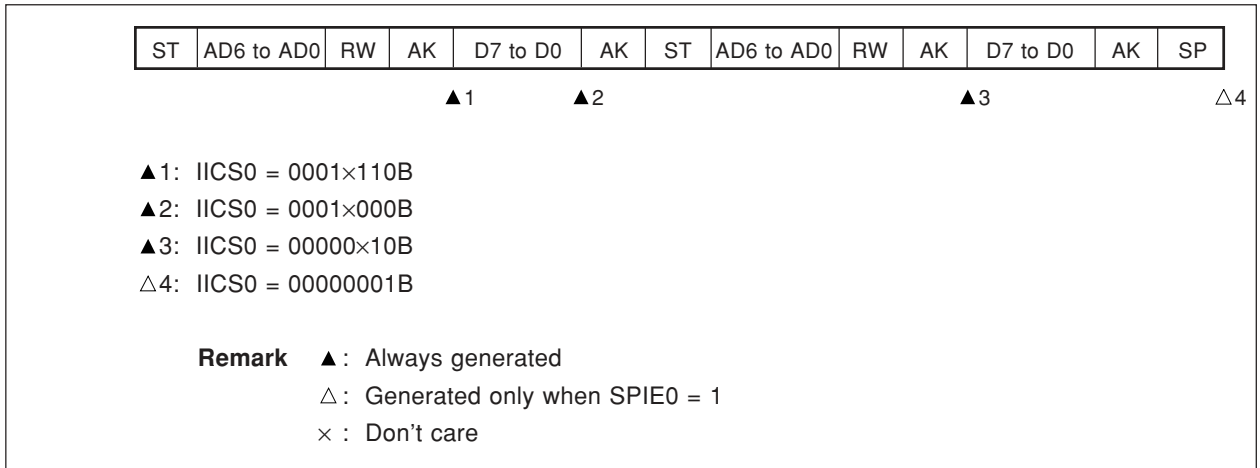 ST AD6 to AD0 RW AK D7 to D0 AK ST AD6 to AD0 RW AK D7 to D0 AK SP
▲1 ▲2 ▲3 △4
▲1: IICS0 = 0001×110B
▲2: IICS0 = 0001×000B
▲3: IICS0 = 00000×10B
△4: IICS0 = 00000001B
Remark ▲: Always generated
△: Generated only when SPIE0 = 1
× : Don't care